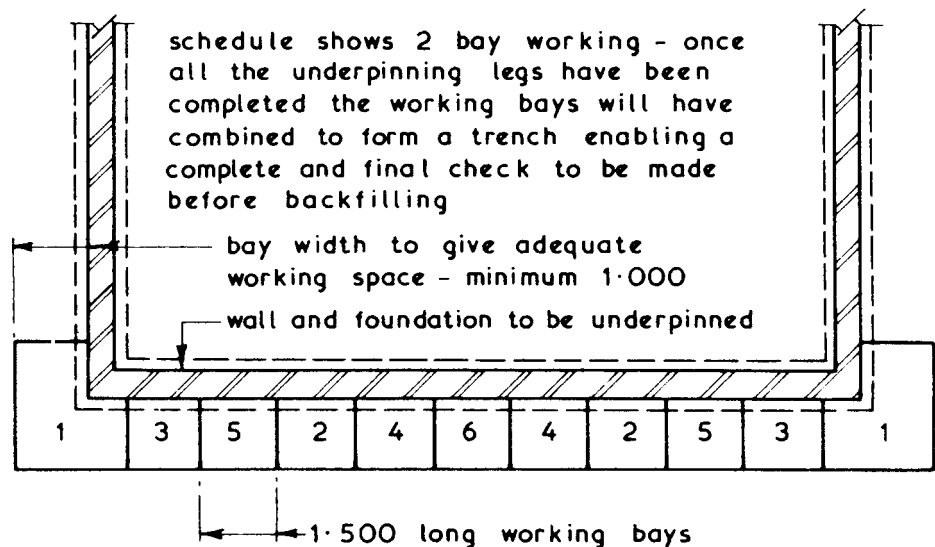 schedule shows 2 bay working - once
all the underpinning legs have been
completed the working bays will have
combined to form a trench enabling a
complete and final check to be made
before backfilling
bay width to give adequate
working space - minimum 1·000
wall and foundation to be underpinned
1 3 5 2 4 6 4 2 5 3 1
1·500 long working bays